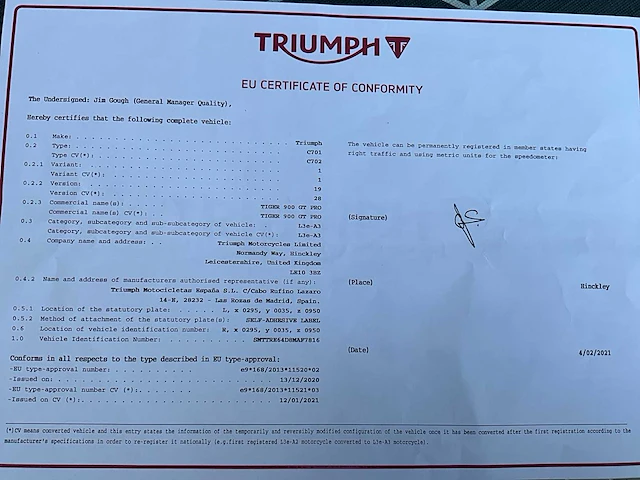 TRIUMPH
EU CERTIFICATE OF CONFORMITY
The Undersigned: Jim Gough (General Manager Quality),
Hereby certifies that the following complete vehicle:
0.1 Make: Triumph
0.2 Type: C701
Type CV(*): C702
0.2.1 Variant: 1
Variant CV(*): 1
0.2.2 Version: 19
Version CV(*): 28
0.2.3 Commercial name(s): TIGER 900 GT PRO
Commercial name(s) CV(*): TIGER 900 GT PRO
0.3 Category, subcategory and sub-subcategory of vehicle: L3e-A3
Category, subcategory and sub-subcategory of vehicle CV(*): L3e-A3
0.4 Company name and address: Triumph Motorcycles Limited
Normandy Way, Hinckley
Leicestershire, United Kingdom
LE10 3BZ
0.4.2 Name and address of manufacturers authorised representative (if any):
Triumph Motocicletas España S.L. C/Cabo Rufino Lazaro
14-E, 28232 - Las Rozas de Madrid, Spain.
0.5.1 Location of the statutory plate: L, x 0295, y 0035, z 0950
0.5.2 Method of attachment of the statutory plate(s): SELF-ADHESIVE LABEL
0.6 Location of vehicle identification number: R, x 0295, y 0035, z 0950
1.0 Vehicle Identification Number:
Conforms in all respects to the type described in EU type-approval:
-EU type-approval number: e9*168/2013*11520*02
-Issued on: 13/12/2020
-EU type-approval number CV (*): e9*168/2013*11521*03
-Issued on CV (*): 12/01/2021
The vehicle can be permanently registered in member states having
right traffic and using metric units for the speedometer:
(Signature)
(Place) Hinckley
(Date) 4/02/2021
(*)CV means converted vehicle and this entry states the information of the temporarily and reversibly modified configuration of the vehicle once it has been converted after the first registration according to the
manufacturer's specifications in order to re-register it nationally (e.g.first registered L3e-A2 motorcycle converted to L3e-A1 motorcycle).